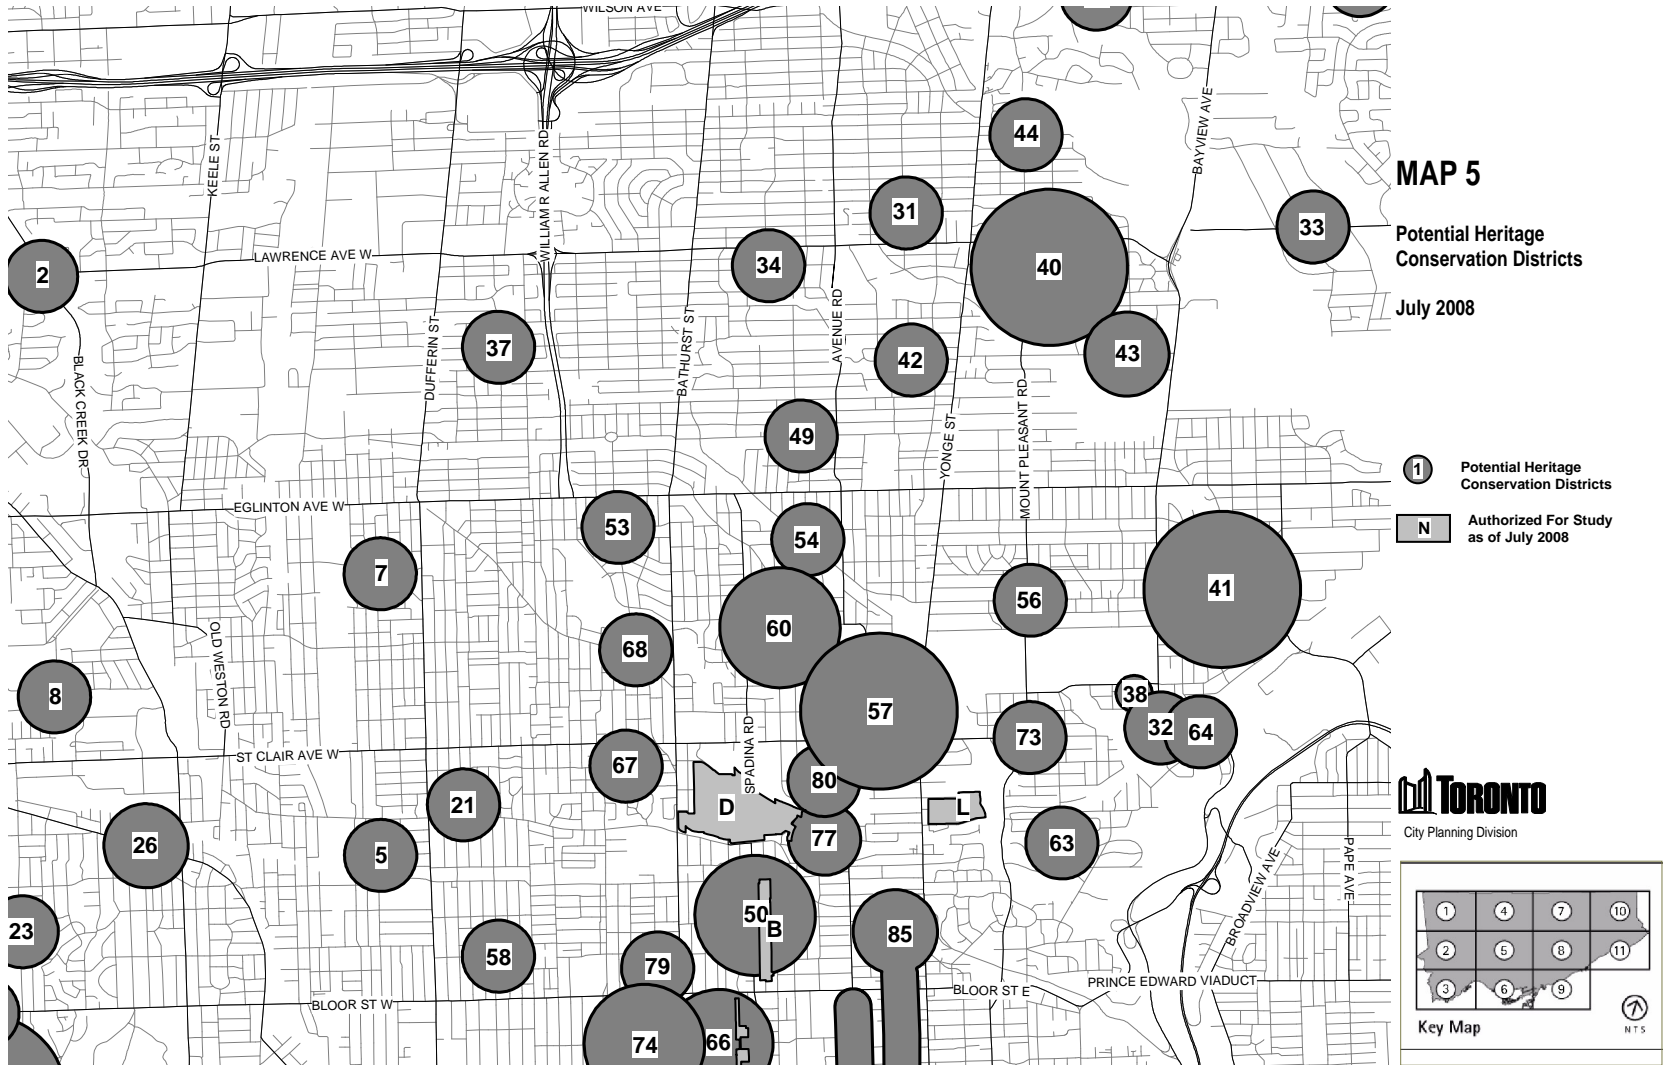 WILSON AVE
KEELE ST
WILLIAM R ALLEN RD
BAYVIEW AVE
44
31
33
2
LAWRENCE AVE W
34
40
37
DUFFERIN ST
BATHURST ST
AVENUE RD
42
43
BLACK CREEK DR
MOUNT PLEASANT RD
YONGE ST
49
EGLINTON AVE W
53
54
7
41
56
60
68
OLD WESTON RD
8
38
57
32
64
73
SPADINA RD
ST CLAIR AVE W
67
80
21
D
L
26
5
77
63
PAPE AVE
BROADVIEW AVE
50
B
23
85
58
79
PRINCE EDWARD VIADUCT
BLOOR ST E
BLOOR ST W
74
66
MAP 5
Potential Heritage
Conservation Districts
July 2008
1
Potential Heritage
Conservation Districts
N
Authorized For Study
as of July 2008
TORONTO
City Planning Division
1 4 7 10
2 5 8 11
3 6 9
Key Map
NTS